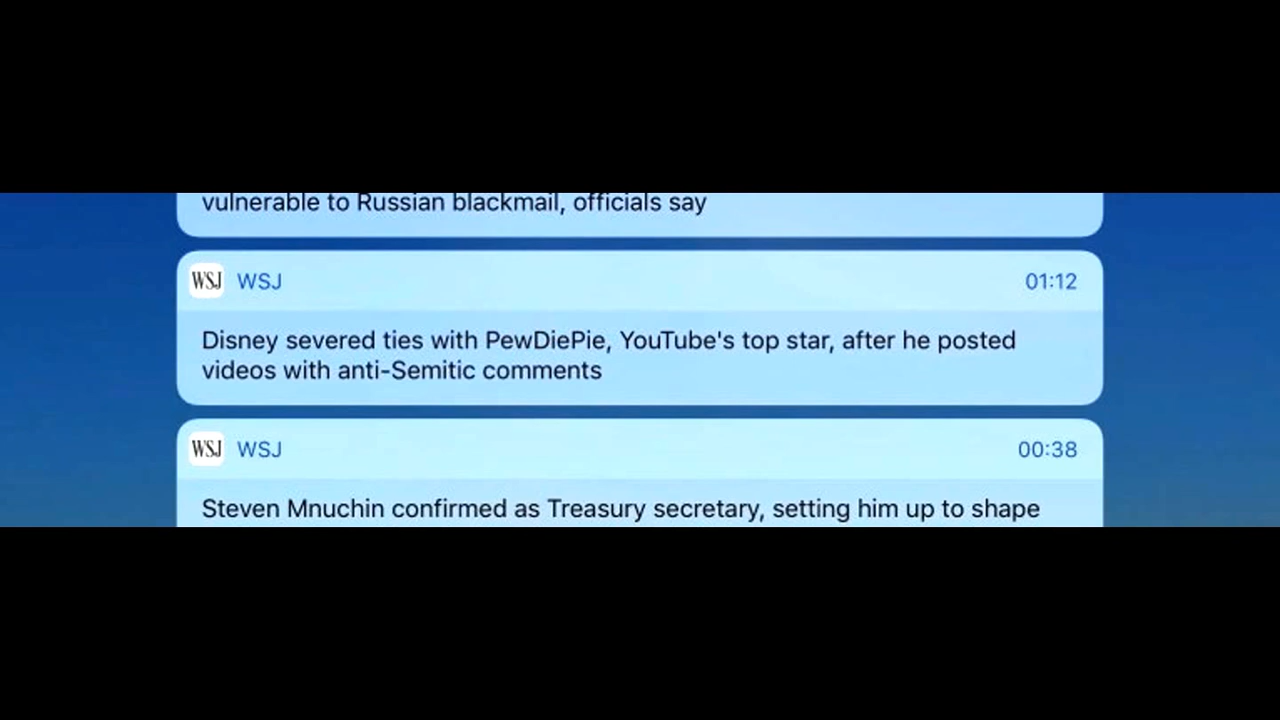 vulnerable to Russian blackmail, officials say
WSJ WSJ 01:12
Disney severed ties with PewDiePie, YouTube's top star, after he posted
videos with anti-Semitic comments
WSJ WSJ 00:38
Steven Mnuchin confirmed as Treasury secretary, setting him up to shape